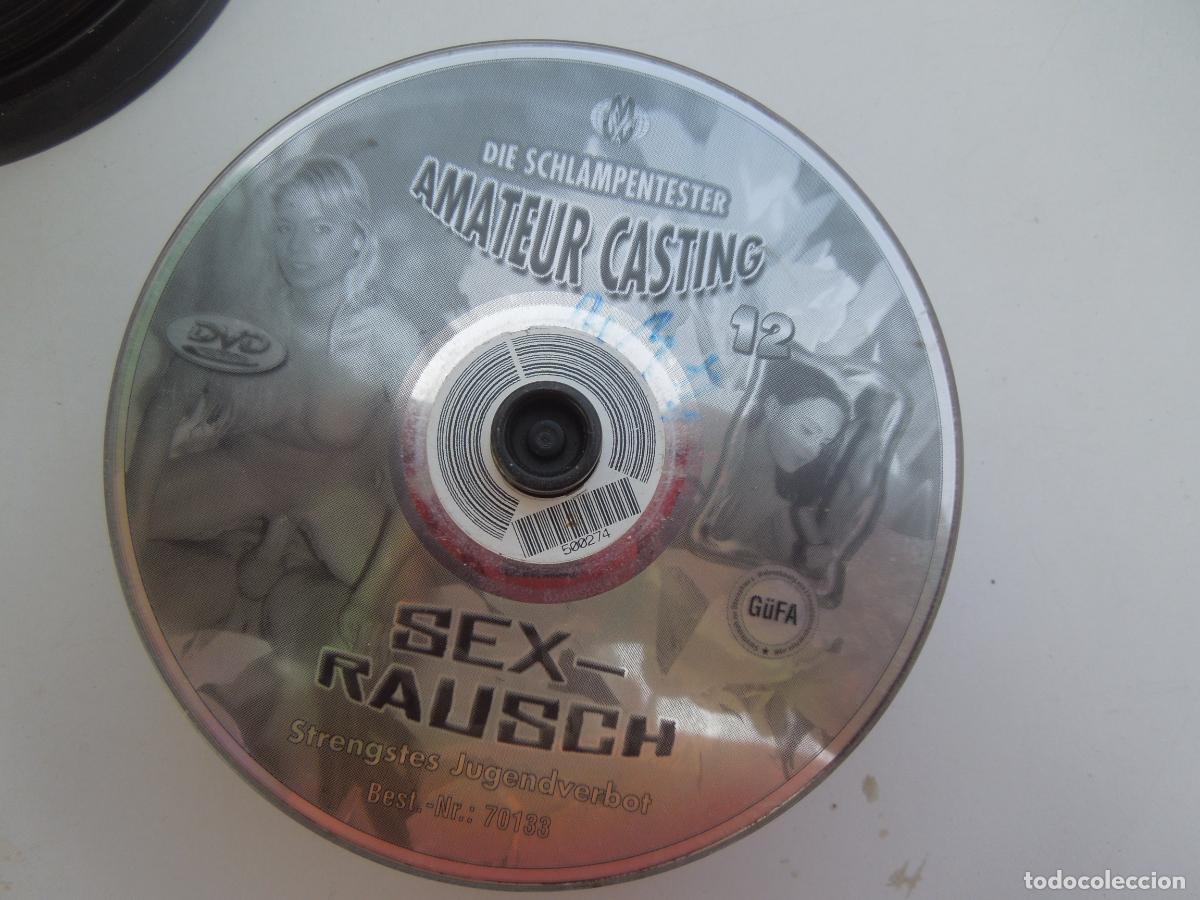 DIE SCHLAMPENTESTER
AMATEUR CASTING
12
DVD
500274
GüFA
SEX-
RAUSCH
Strengstes Jugendverbot
Best.-Nr.: 70133
todocoleccion